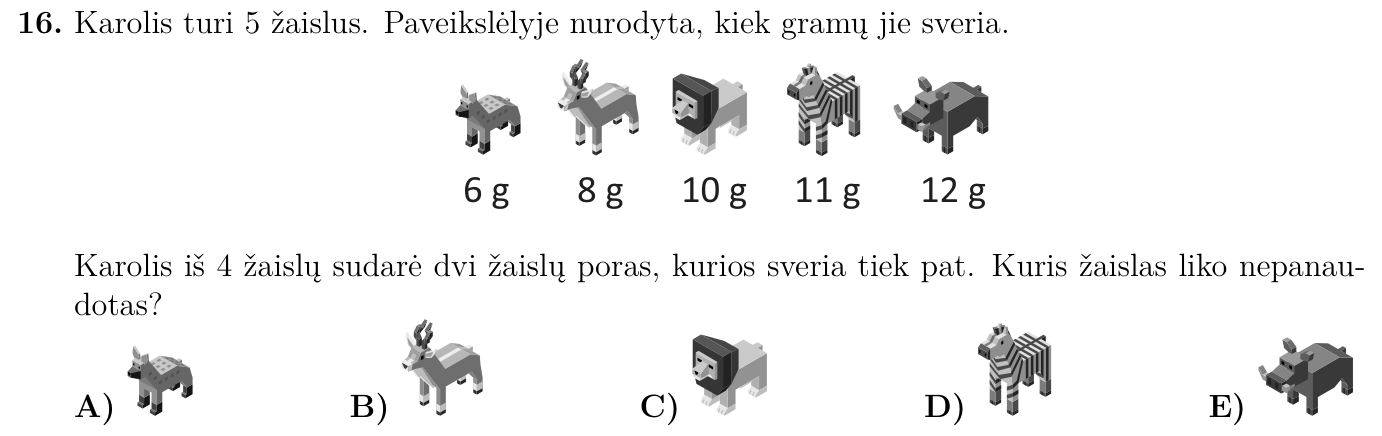 16. Karolis turi 5 žaislus. Paveikslėlyje nurodyta, kiek gramų jie sveria.
6 g 8 g 10 g 11 g 12 g
Karolis iš 4 žaislų sudarė dvi žaislų poras, kurios sveria tiek pat. Kuris žaislas liko nepanau-
dotas?
A) B) C) D) E)